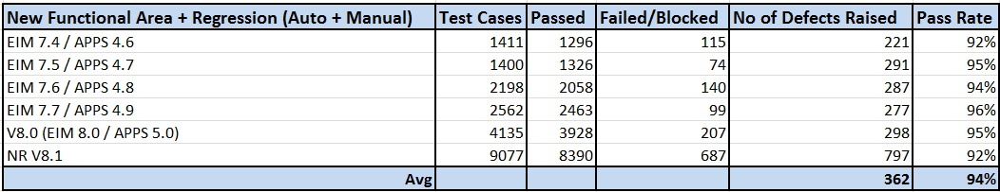 New Functional Area + Regression (Auto + Manual) Test Cases Passed Failed/Blocked No of Defects Raised Pass Rate
EIM 7.4 / APPS 4.6 1411 1296 115 221 92%
EIM 7.5 / APPS 4.7 1400 1326 74 291 95%
EIM 7.6 / APPS 4.8 2198 2058 140 287 94%
EIM 7.7 / APPS 4.9 2562 2463 99 277 96%
V8.0 (EIM 8.0 / APPS 5.0) 4135 3928 207 298 95%
NR V8.1 9077 8390 687 797 92%
Avg 362 94%